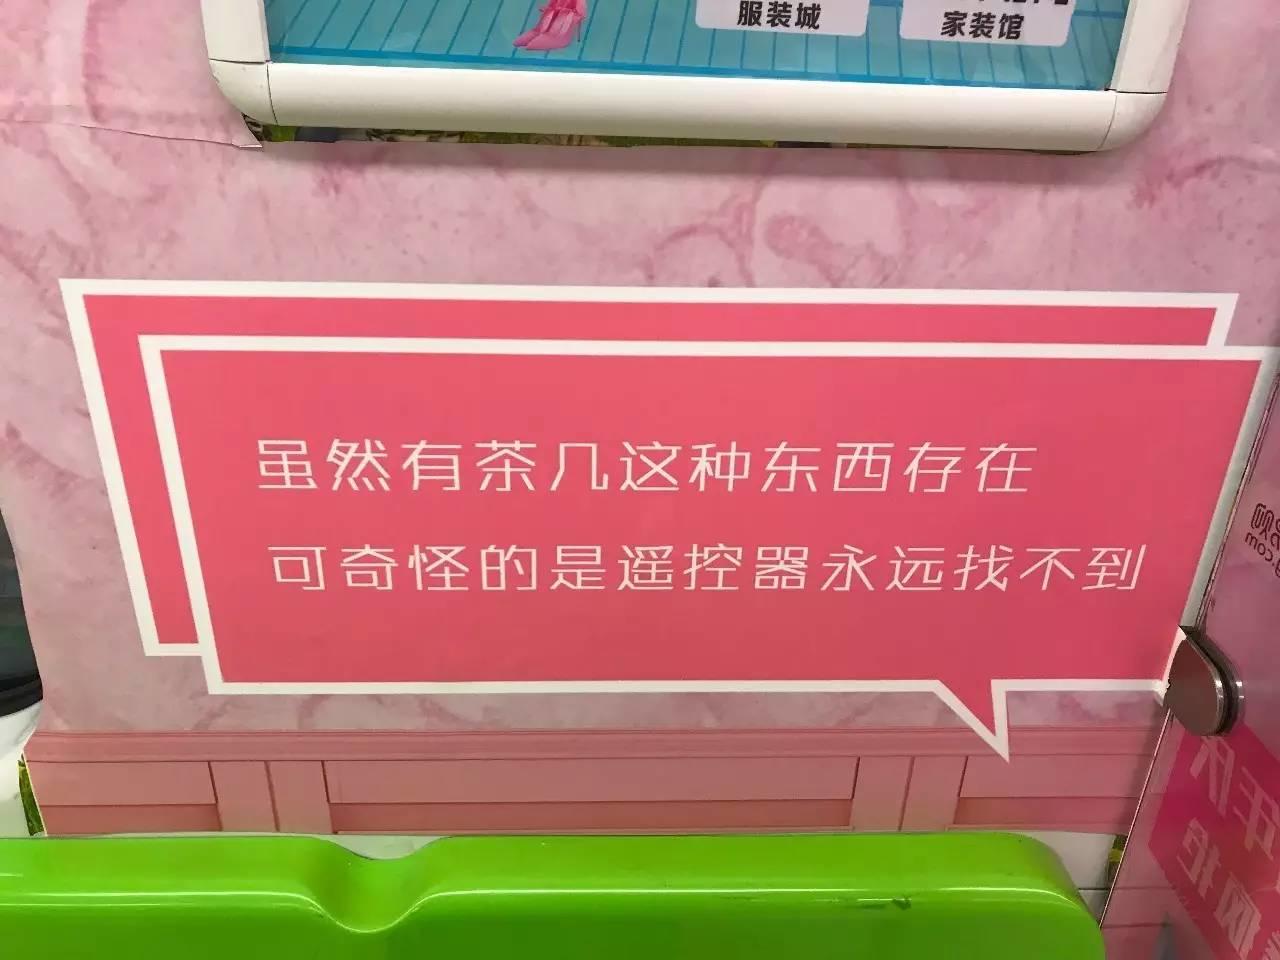 服装城
家装馆
虽然有茶几这种东西存在
可奇怪的是遥控器永远找不到